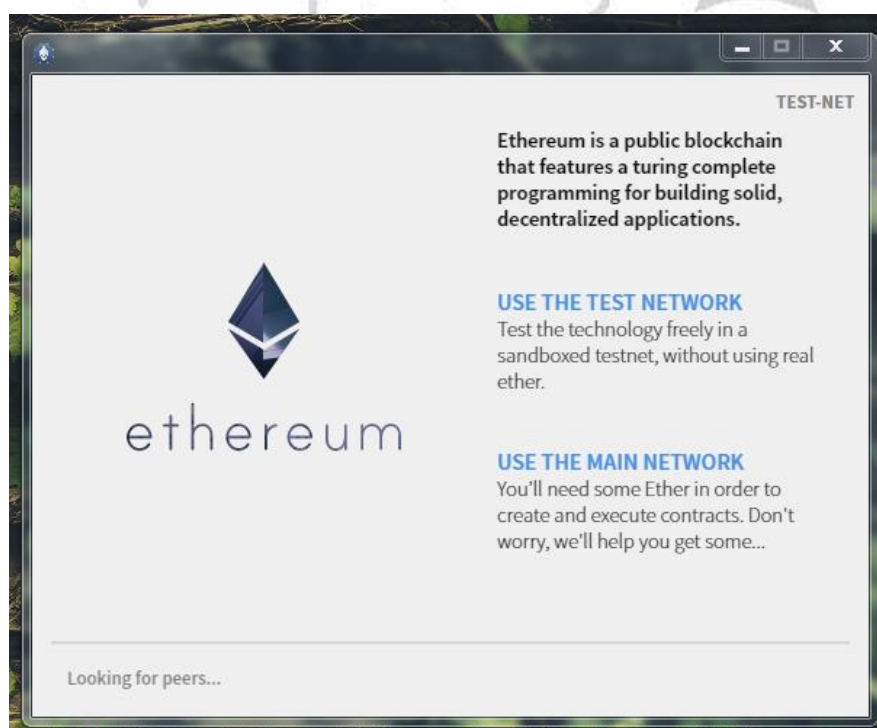 TEST-NET
Ethereum is a public blockchain
that features a turing complete
programming for building solid,
decentralized applications.
USE THE TEST NETWORK
Test the technology freely in a
sandboxed testnet, without using real
ether.
ethereum
USE THE MAIN NETWORK
You'll need some Ether in order to
create and execute contracts. Don't
worry, we'll help you get some...
Looking for peers...